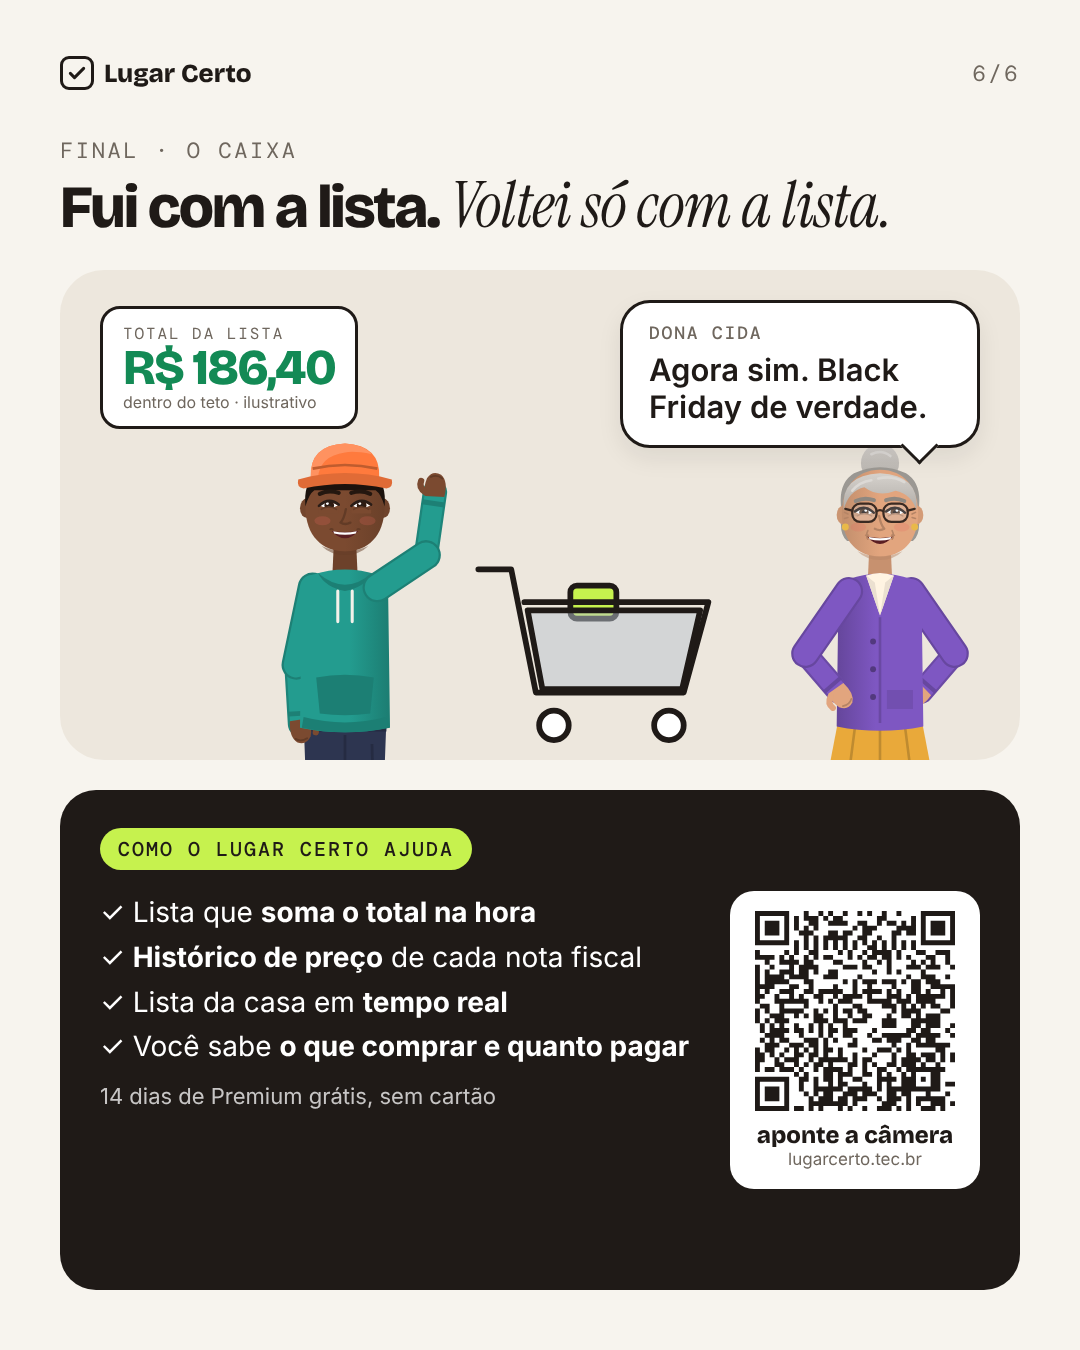 Lugar Certo
6/6
FINAL · O CAIXA
Fui com a lista. Voltei só com a lista.
TOTAL DA LISTA
R$ 186,40
dentro do teto · ilustrativo
DONA CIDA
Agora sim. Black
Friday de verdade.
COMO O LUGAR CERTO AJUDA
✓ Lista que soma o total na hora
✓ Histórico de preço de cada nota fiscal
✓ Lista da casa em tempo real
✓ Você sabe o que comprar e quanto pagar
14 dias de Premium grátis, sem cartão
aponte a câmera
lugarcerto.tec.br